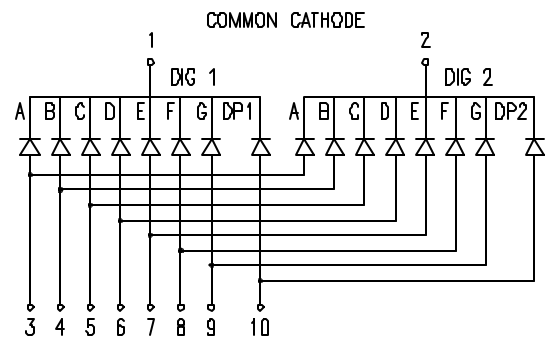 COMMON CATHODE
1 2
DIG 1 DIG 2
A B C D E F G DP1 A B C D E F G DP2
3 4 5 6 7 8 9 10